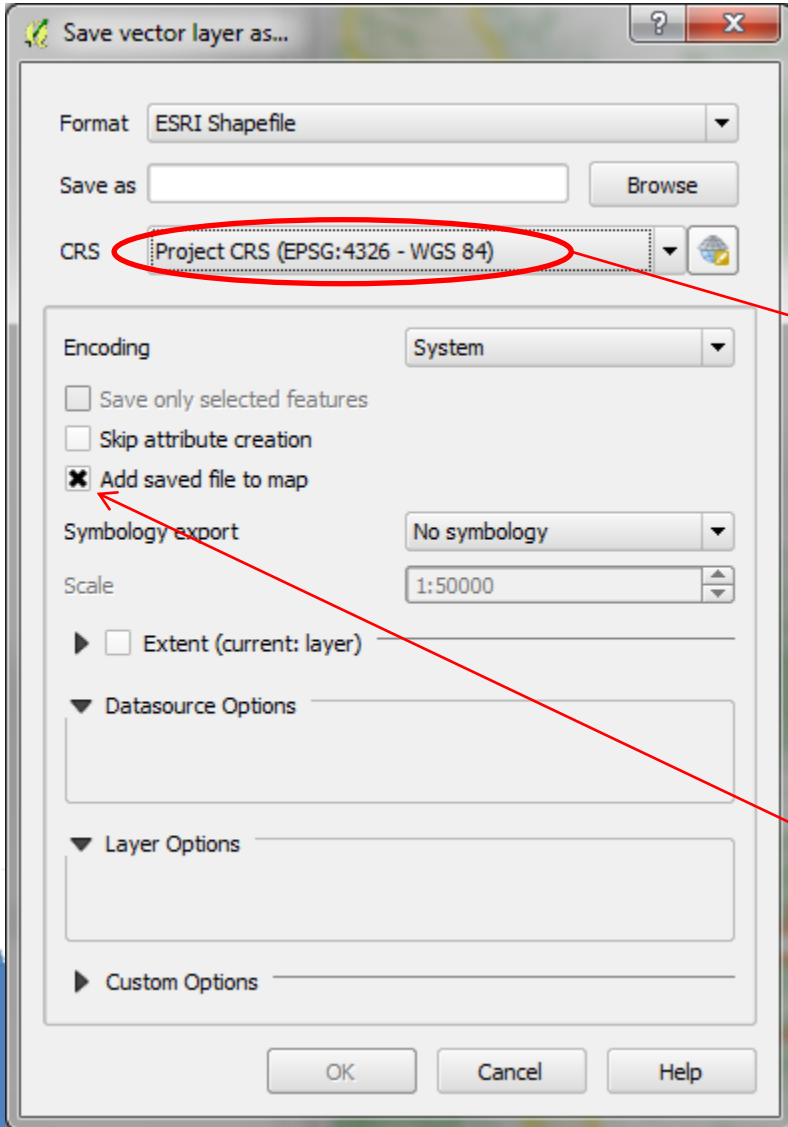 Save vector layer as...
Format ESRI Shapefile
Save as Browse
CRS Project CRS (EPSG:4326 - WGS 84)
Encoding System
Save only selected features
Skip attribute creation
Add saved file to map
Symbology export No symbology
Scale 1:50000
Extent (current: layer)
Datasource Options
Layer Options
Custom Options
OK Cancel Help